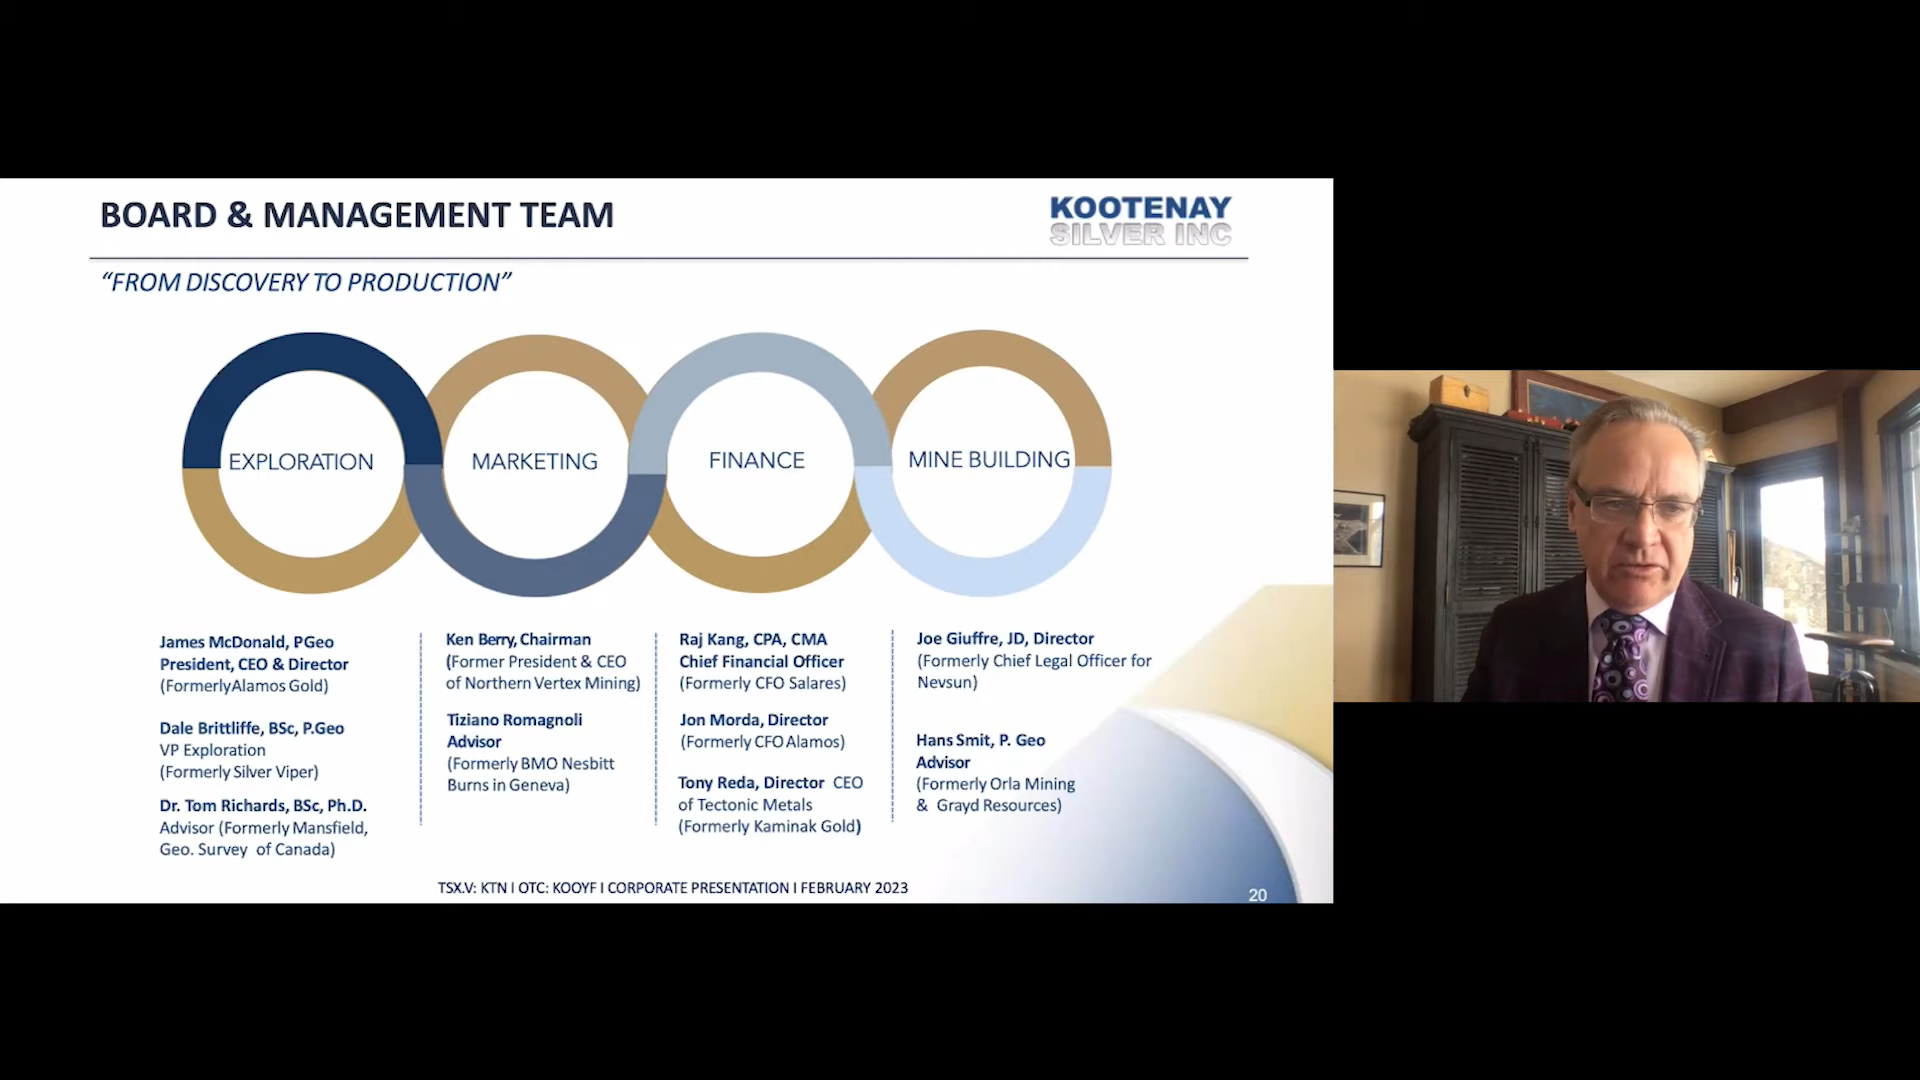 BOARD & MANAGEMENT TEAM
KOOTENAY
SILVER INC
“FROM DISCOVERY TO PRODUCTION”
EXPLORATION
MARKETING
FINANCE
MINE BUILDING
James McDonald, PGeo
President, CEO & Director
(FormerlyAlamos Gold)
Dale Brittliffe, BSc, P.Geo
VP Exploration
(Formerly Silver Viper)
Dr. Tom Richards, BSc, Ph.D.
Advisor (Formerly Mansfield,
Geo. Survey of Canada)
Ken Berry, Chairman
(Former President & CEO
of Northern Vertex Mining)
Tiziano Romagnoli
Advisor
(Formerly BMO Nesbitt
Burns in Geneva)
Raj Kang, CPA, CMA
Chief Financial Officer
(Formerly CFO Salares)
Jon Morda, Director
(Formerly CFO Alamos)
Tony Reda, Director CEO
of Tectonic Metals
(Formerly Kaminak Gold)
Joe Giuffre, JD, Director
(Formerly Chief Legal Officer for
Nevsun)
Hans Smit, P. Geo
Advisor
(Formerly Orla Mining
& Grayd Resources)
TSX.V: KTN I OTC: KOOYF I CORPORATE PRESENTATION I FEBRUARY 2023
20